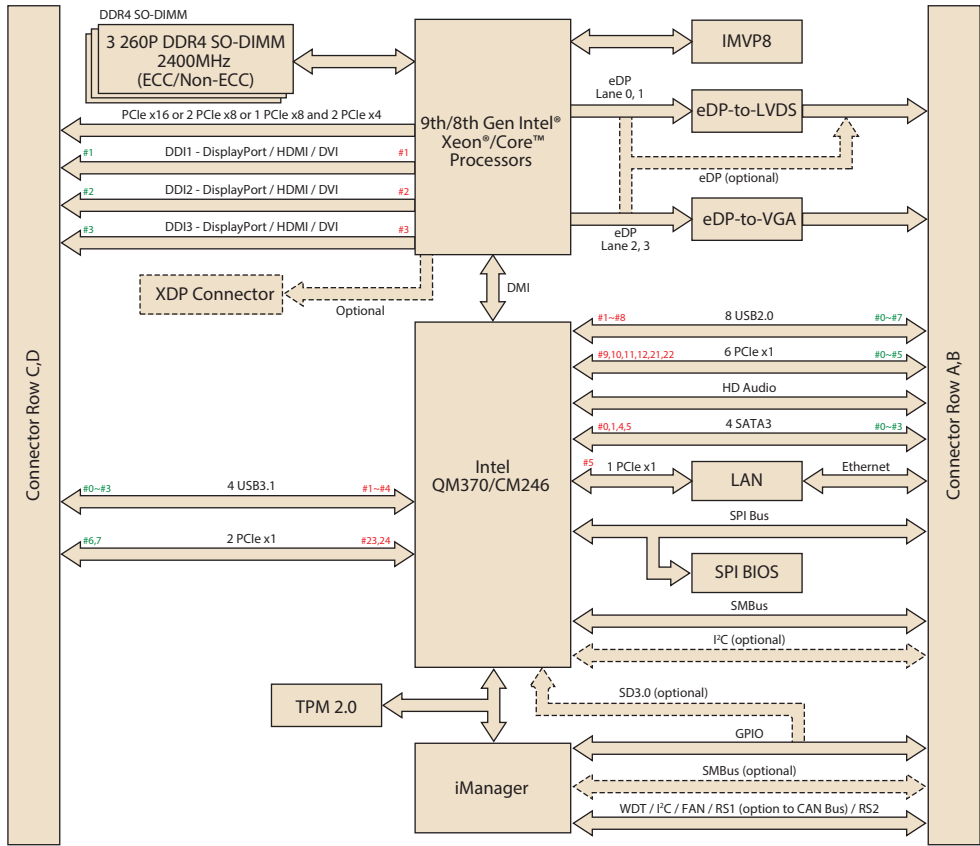 DDR4 SO-DIMM
3 260P DDR4 SO-DIMM
2400MHz
(ECC/Non-ECC)
PCIe x16 or 2 PCIe x8 or 1 PCIe x8 and 2 PCIe x4
#1 DDI1 - DisplayPort / HDMI / DVI #1
#2 DDI2 - DisplayPort / HDMI / DVI #2
#3 DDI3 - DisplayPort / HDMI / DVI #3
XDP Connector
Optional
Connector Row C,D
9th/8th Gen Intel®
Xeon®/Core™
Processors
IMVP8
eDP
Lane 0, 1
eDP-to-LVDS
eDP (optional)
eDP-to-VGA
eDP
Lane 2, 3
DMI
Connector Row A,B
#1~#8 8 USB2.0 #0~#7
#9,10,11,12,21,22 6 PCIe x1 #0~#5
HD Audio
#0,1,4,5 4 SATA3 #0~#3
Intel
QM370/CM246
#5 1 PCIe x1
LAN
Ethernet
#0~#3 4 USB3.1 #1~#4
#6,7 2 PCIe x1 #23,24
SPI Bus
SPI BIOS
SMBus
I²C (optional)
TPM 2.0
SD3.0 (optional)
GPIO
iManager
SMBus (optional)
WDT / I²C / FAN / RS1 (option to CAN Bus) / RS2